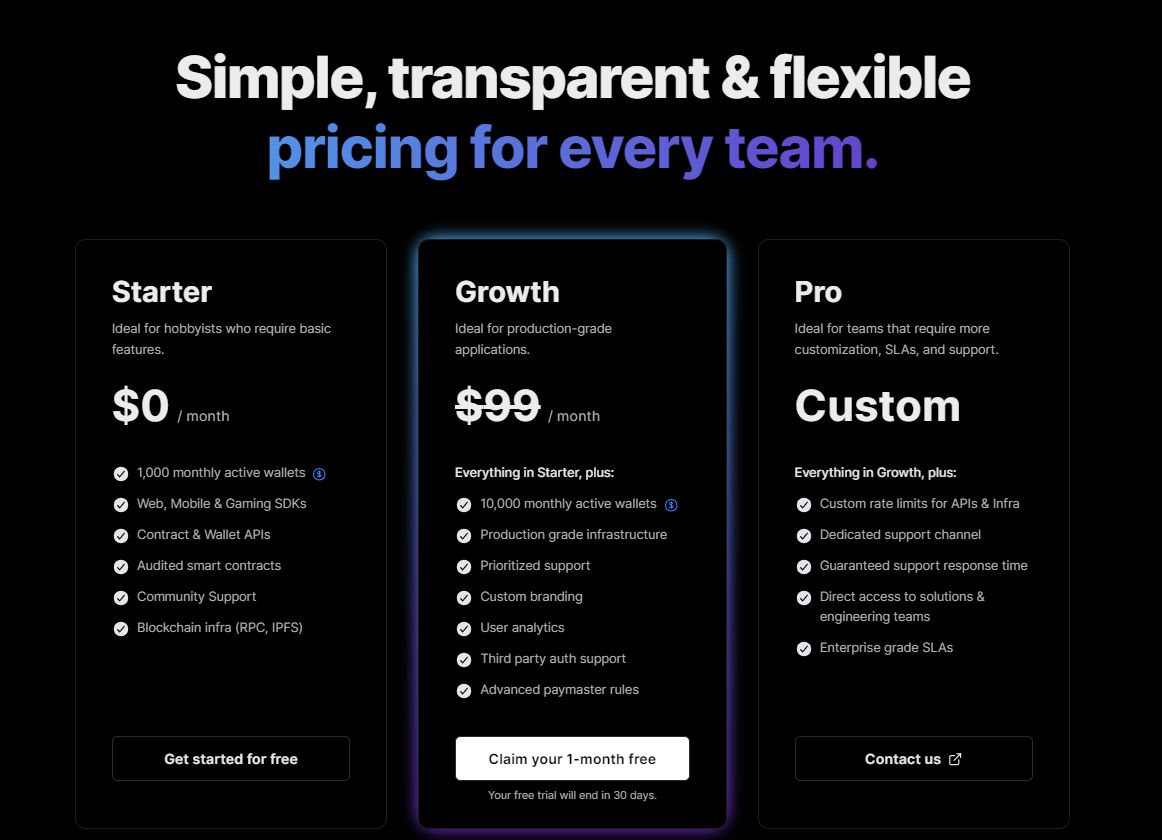 Simple, transparent & flexible
pricing for every team.
Starter
Ideal for hobbyists who require basic
features.
$0 / month
1,000 monthly active wallets
Web, Mobile & Gaming SDKs
Contract & Wallet APIs
Audited smart contracts
Community Support
Blockchain infra (RPC, IPFS)
Get started for free
Growth
Ideal for production-grade
applications.
$99 / month
Everything in Starter, plus:
10,000 monthly active wallets
Production grade infrastructure
Prioritized support
Custom branding
User analytics
Third party auth support
Advanced paymaster rules
Claim your 1-month free
Your free trial will end in 30 days.
Pro
Ideal for teams that require more
customization, SLAs, and support.
Custom
Everything in Growth, plus:
Custom rate limits for APIs & Infra
Dedicated support channel
Guaranteed support response time
Direct access to solutions &
engineering teams
Enterprise grade SLAs
Contact us